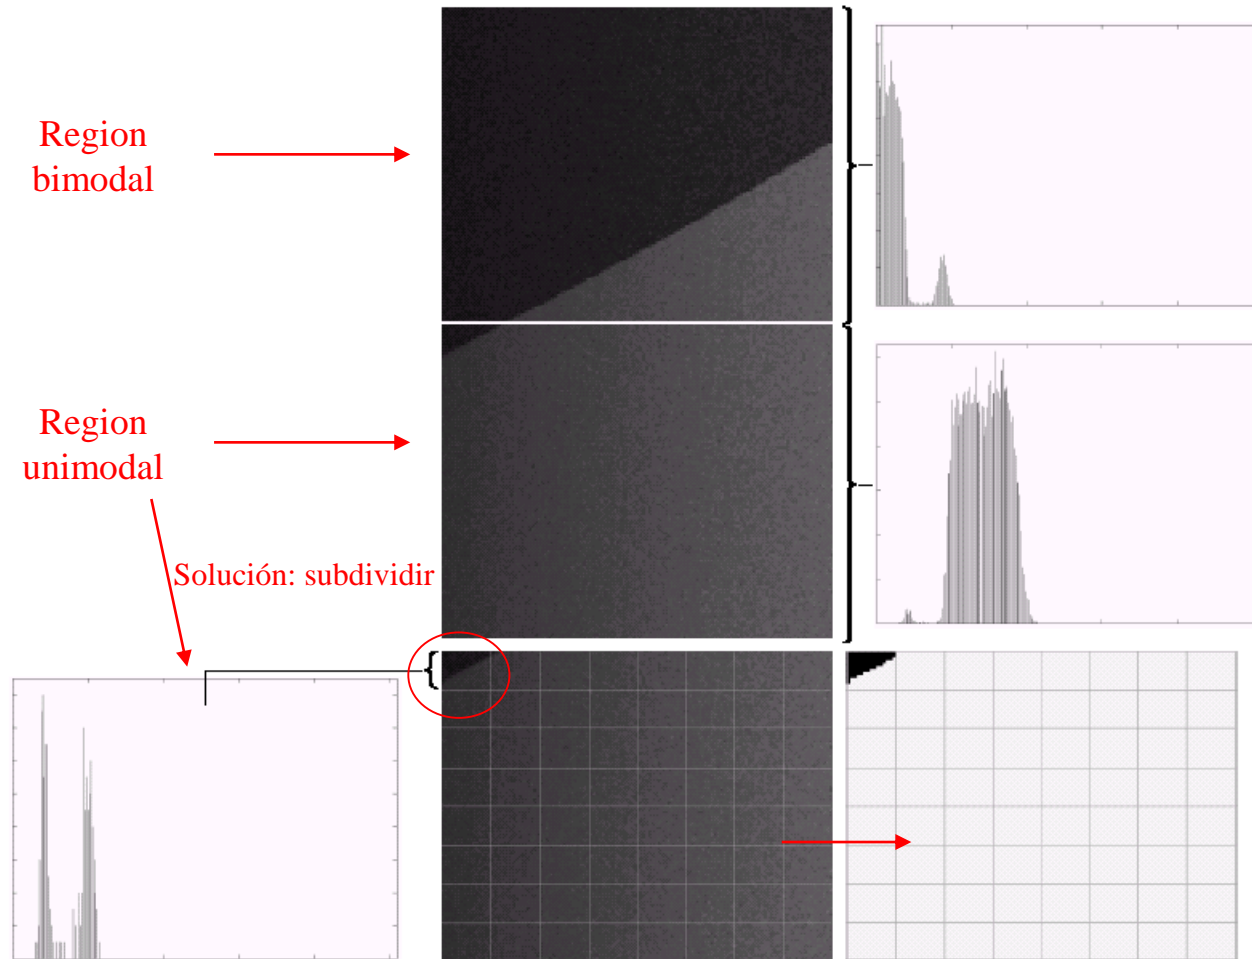 Region
bimodal
Region
unimodal
Solución: subdividir